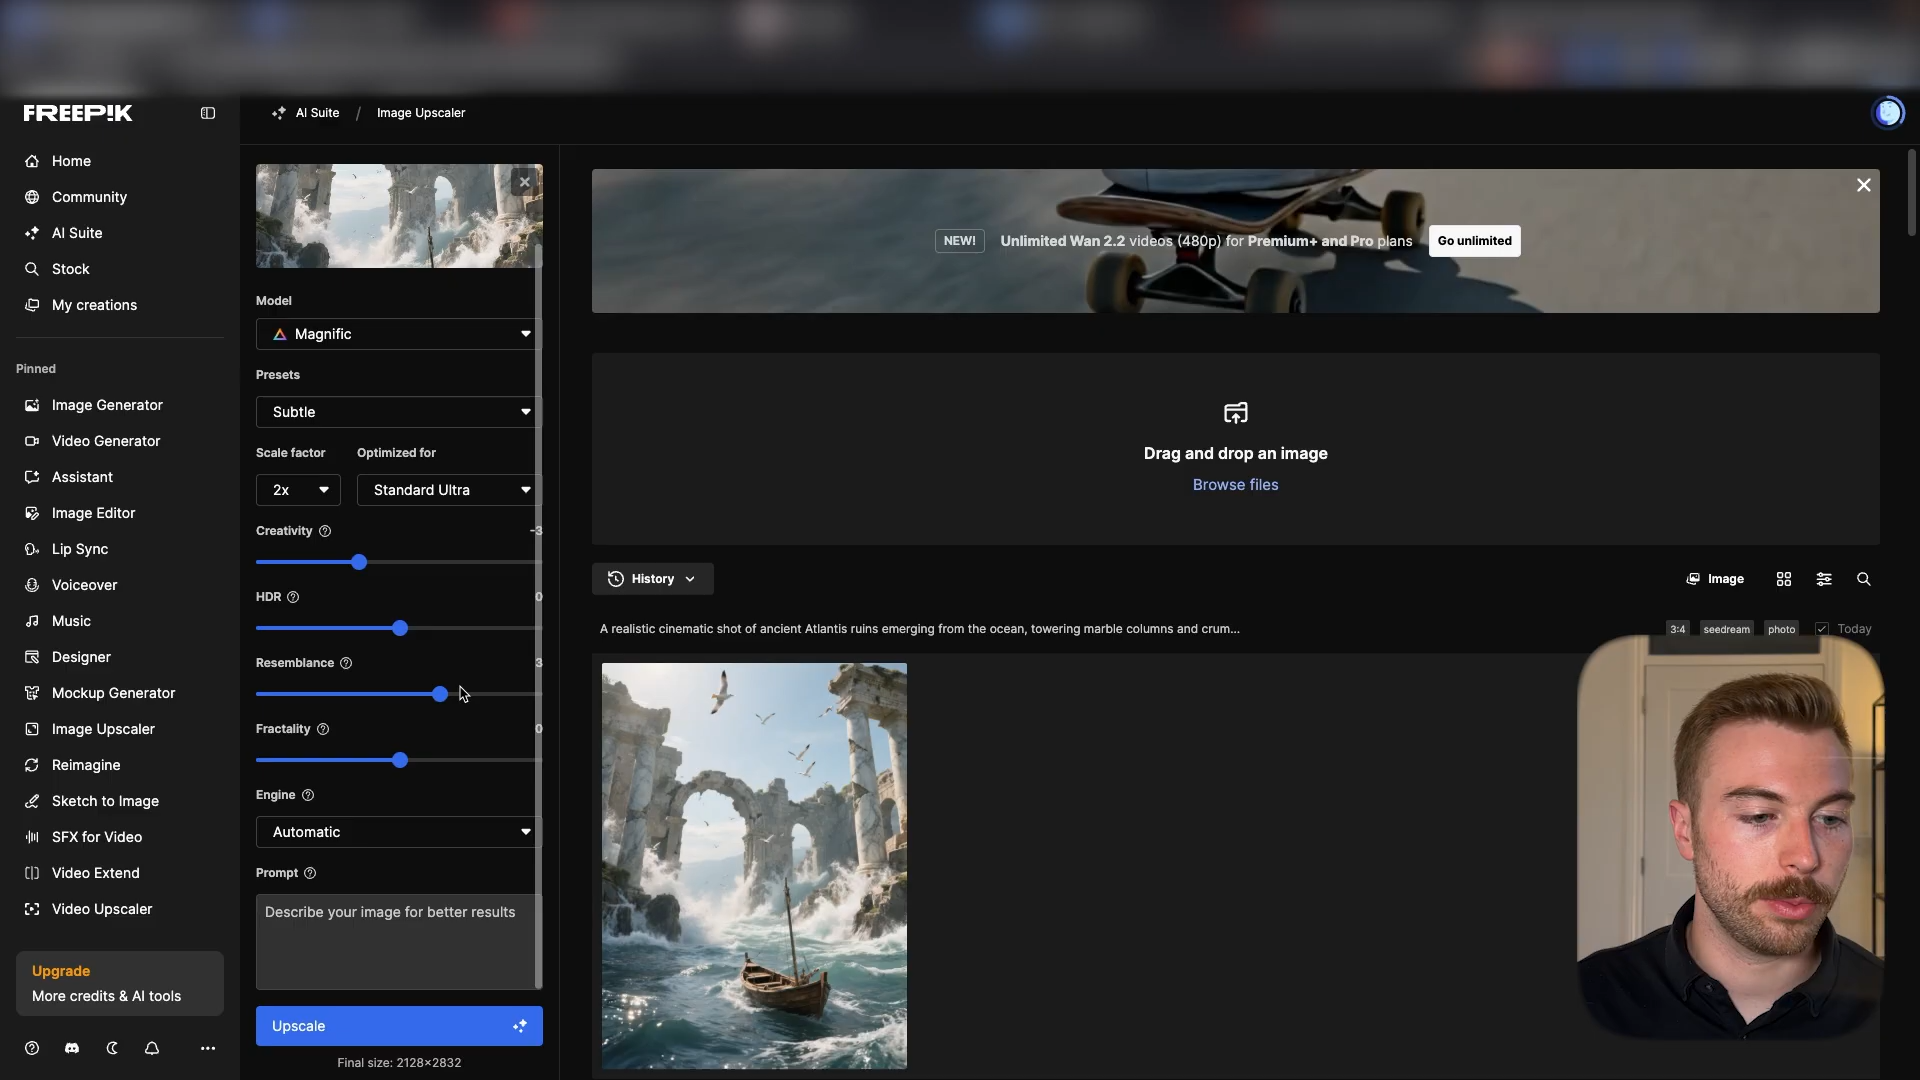 FREEP!K
AI Suite / Image Upscaler
Home
Community
AI Suite
Stock
My creations
Pinned
Image Generator
Video Generator
Assistant
Image Editor
Lip Sync
Voiceover
Music
Designer
Mockup Generator
Image Upscaler
Reimagine
Sketch to Image
SFX for Video
Video Extend
Video Upscaler
Upgrade
More credits & AI tools
Model
Magnific
Presets
Subtle
Scale factor Optimized for
2x Standard Ultra
Creativity -3
HDR 0
Resemblance 3
Fractality 0
Engine
Automatic
Prompt
Describe your image for better results
Upscale
Final size: 2128×2832
NEW! Unlimited Wan 2.2 videos (480p) for Premium+ and Pro plans Go unlimited
Drag and drop an image
Browse files
History Image
A realistic cinematic shot of ancient Atlantis ruins emerging from the ocean, towering marble columns and crum... 3:4 seedream photo Today